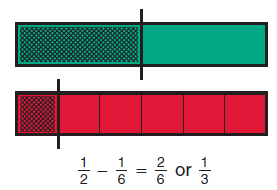 1/2 − 1/6 = 2/6 or 1/3